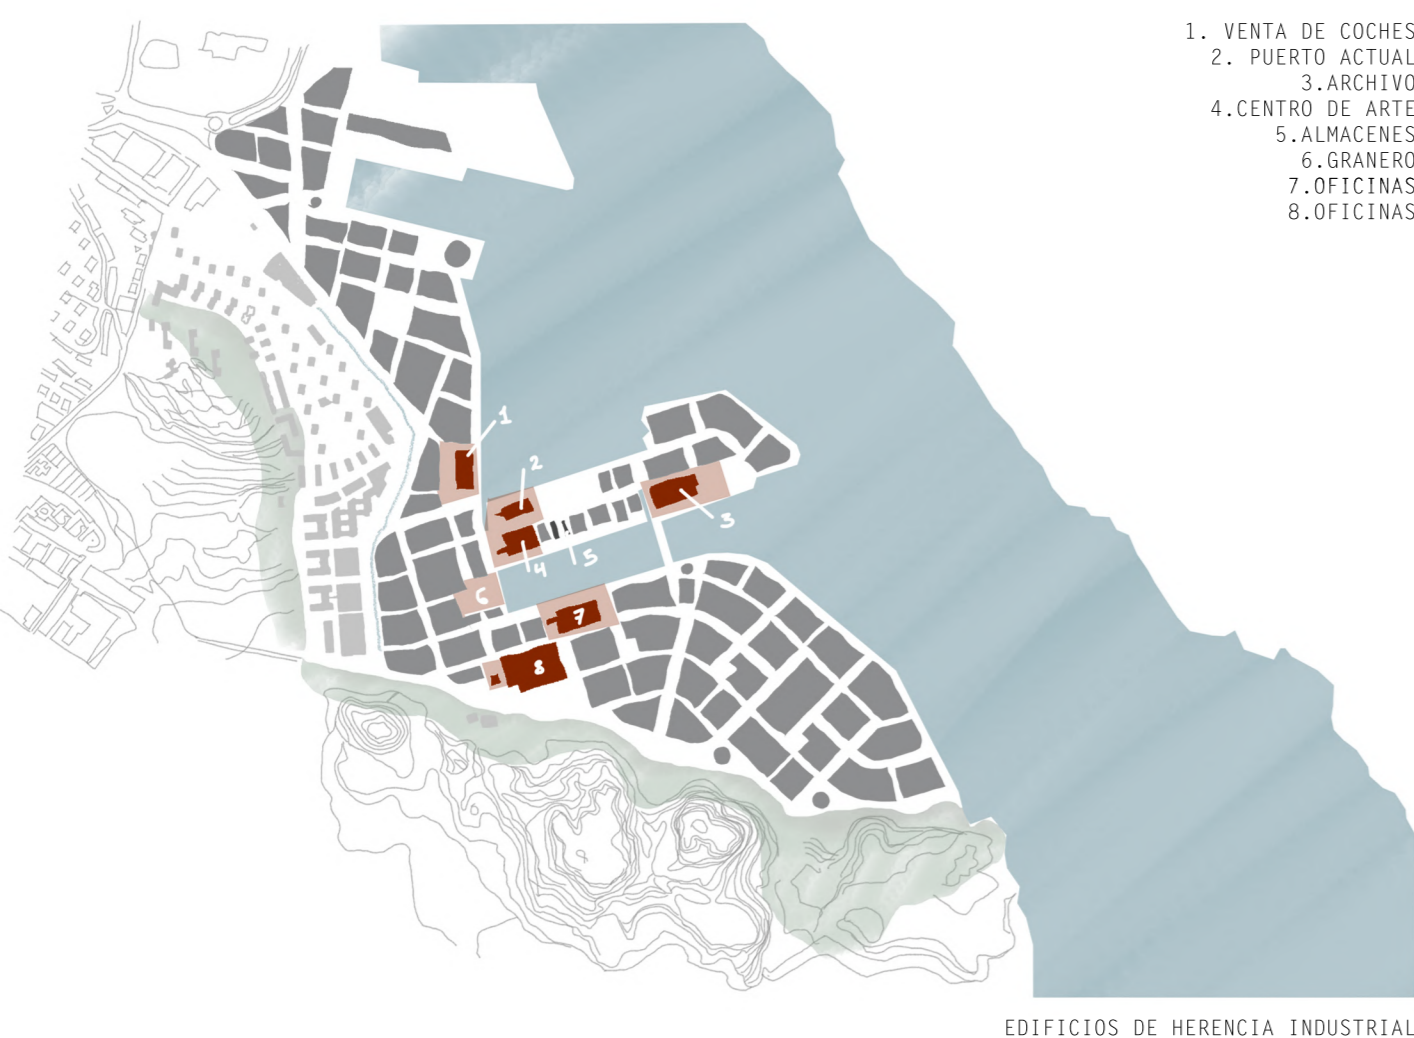 1. VENTA DE COCHES
2. PUERTO ACTUAL
3.ARCHIVO
4.CENTRO DE ARTE
5.ALMACENES
6.GRANERO
7.OFICINAS
8.OFICINAS
1
2
3
4
5
6
7
8
EDIFICIOS DE HERENCIA INDUSTRIAL